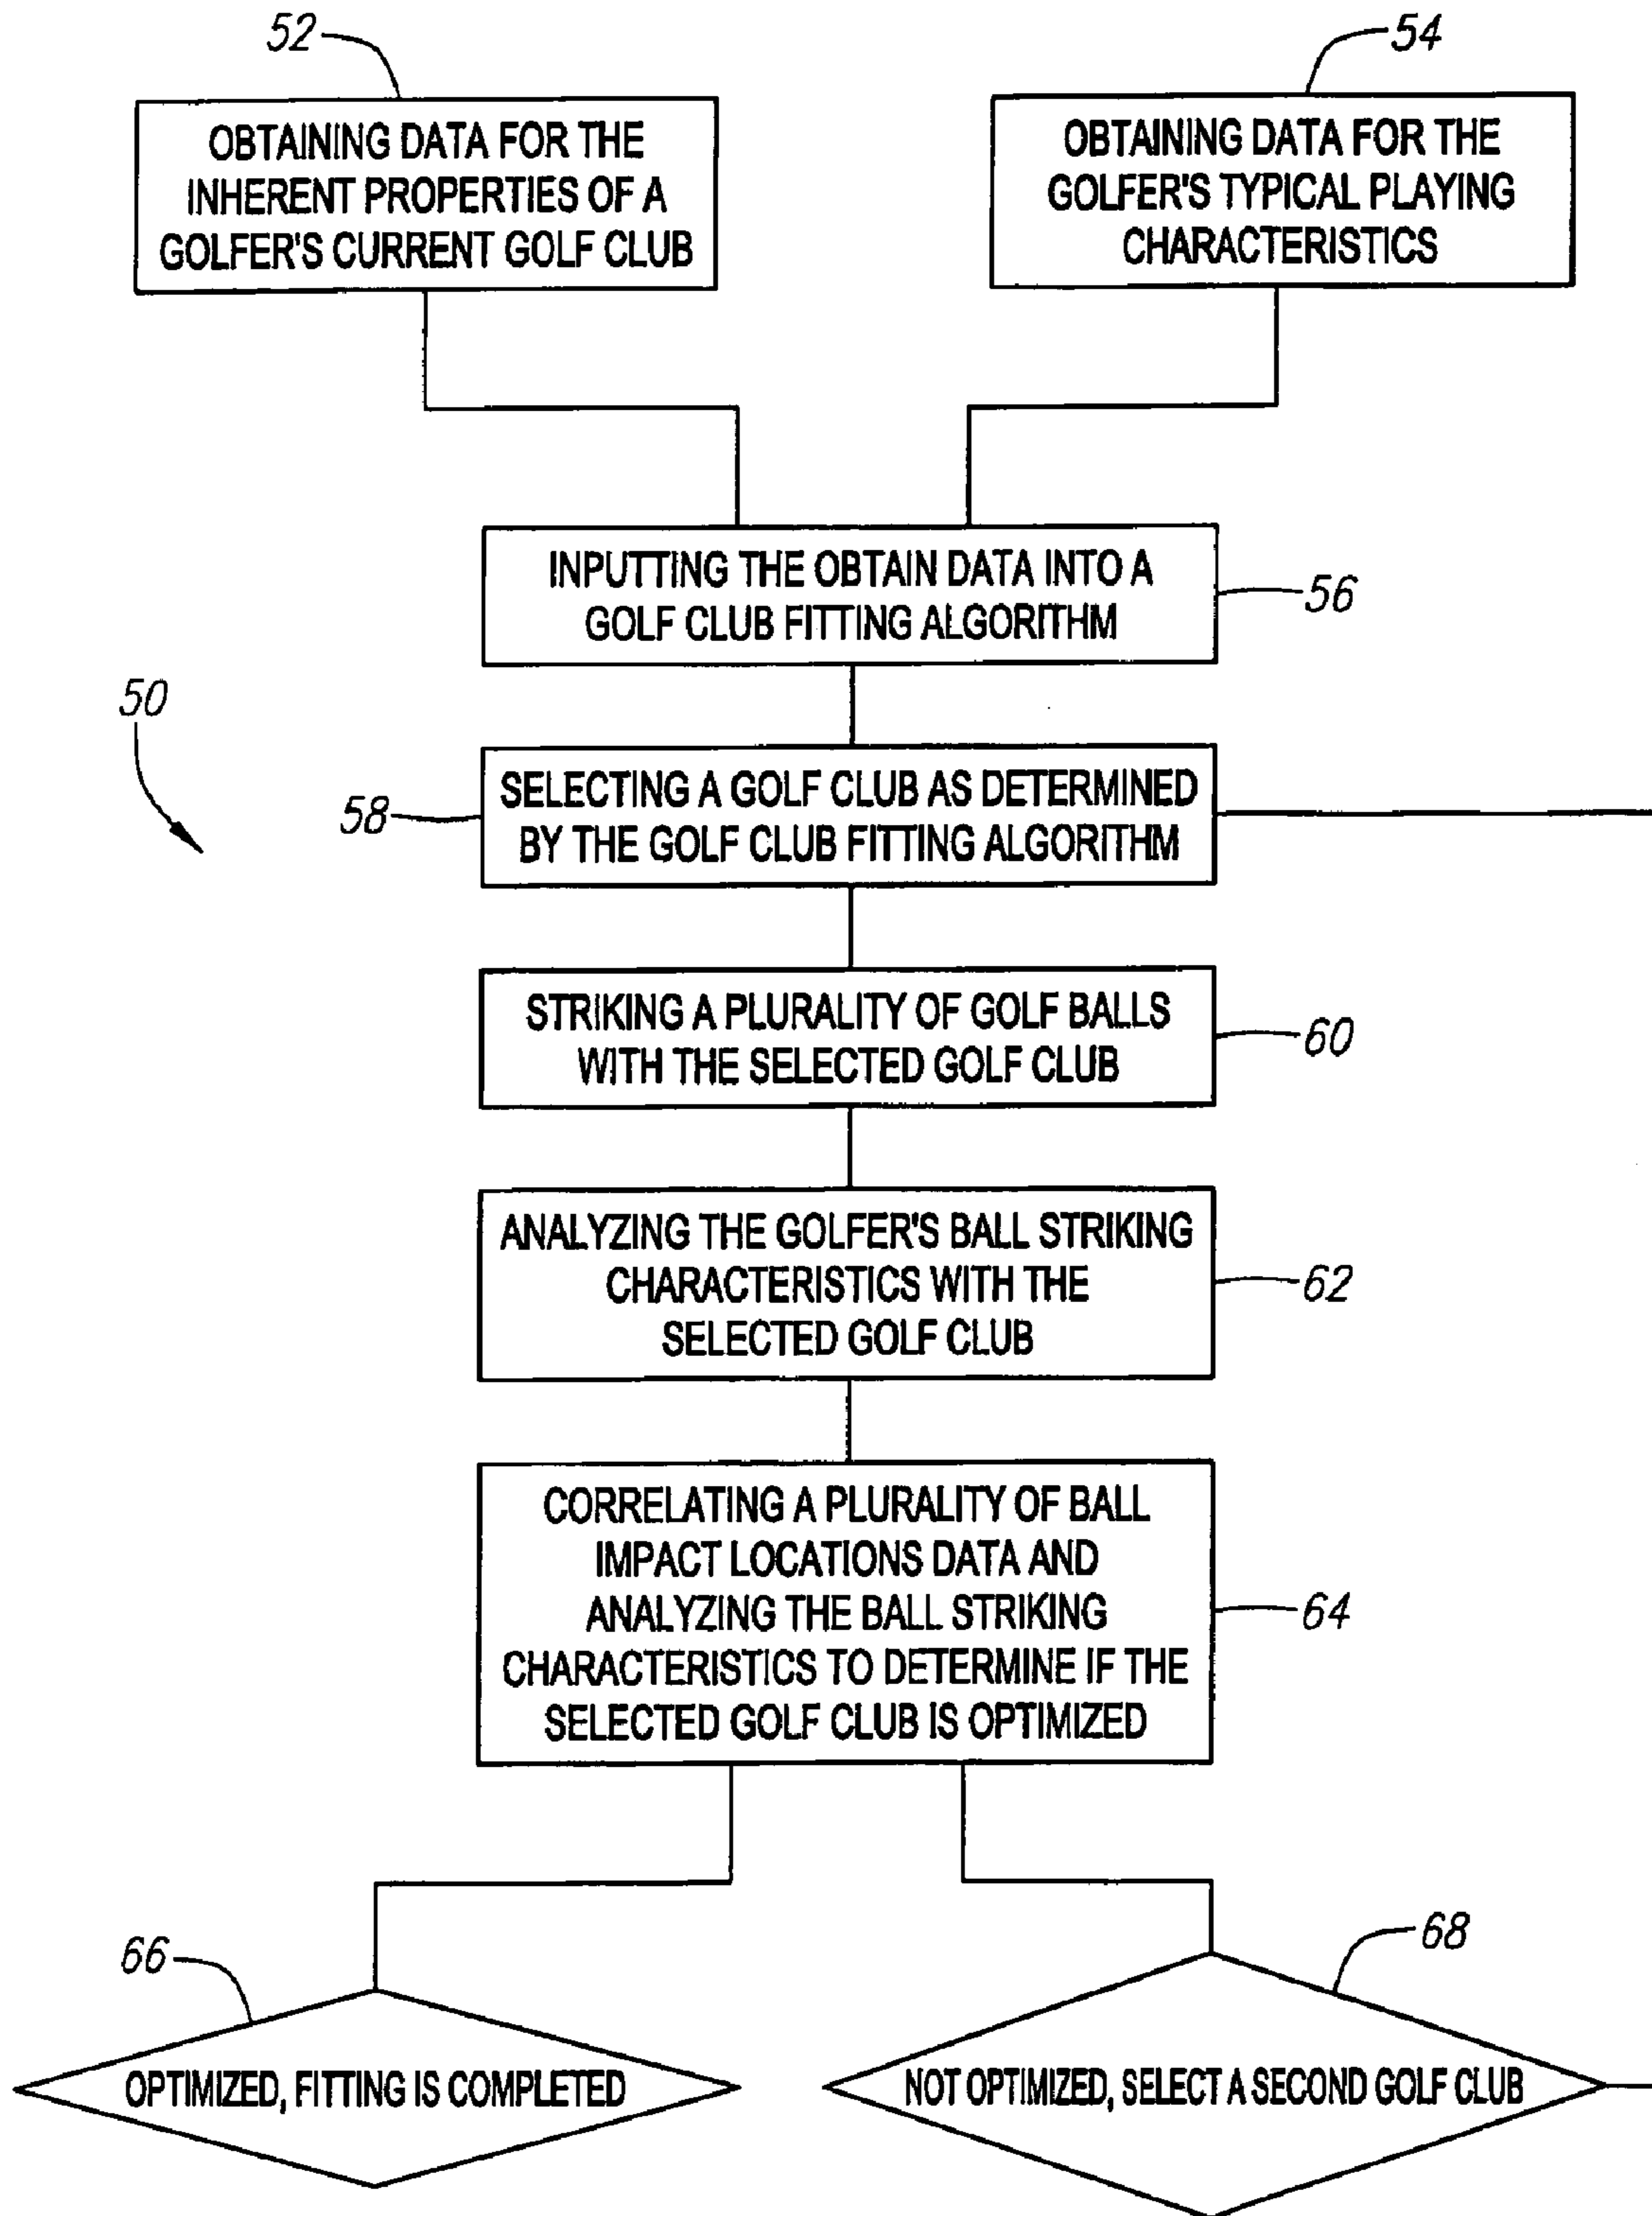 52
54
OBTAINING DATA FOR THE
INHERENT PROPERTIES OF A
GOLFER'S CURRENT GOLF CLUB
OBTAINING DATA FOR THE
GOLFER'S TYPICAL PLAYING
CHARACTERISTICS
INPUTTING THE OBTAIN DATA INTO A
GOLF CLUB FITTING ALGORITHM
56
50
SELECTING A GOLF CLUB AS DETERMINED
BY THE GOLF CLUB FITTING ALGORITHM
58
STRIKING A PLURALITY OF GOLF BALLS
WITH THE SELECTED GOLF CLUB
60
ANALYZING THE GOLFER'S BALL STRIKING
CHARACTERISTICS WITH THE
SELECTED GOLF CLUB
62
CORRELATING A PLURALITY OF BALL
IMPACT LOCATIONS DATA AND
ANALYZING THE BALL STRIKING
CHARACTERISTICS TO DETERMINE IF THE
SELECTED GOLF CLUB IS OPTIMIZED
64
66
68
OPTIMIZED, FITTING IS COMPLETED
NOT OPTIMIZED, SELECT A SECOND GOLF CLUB